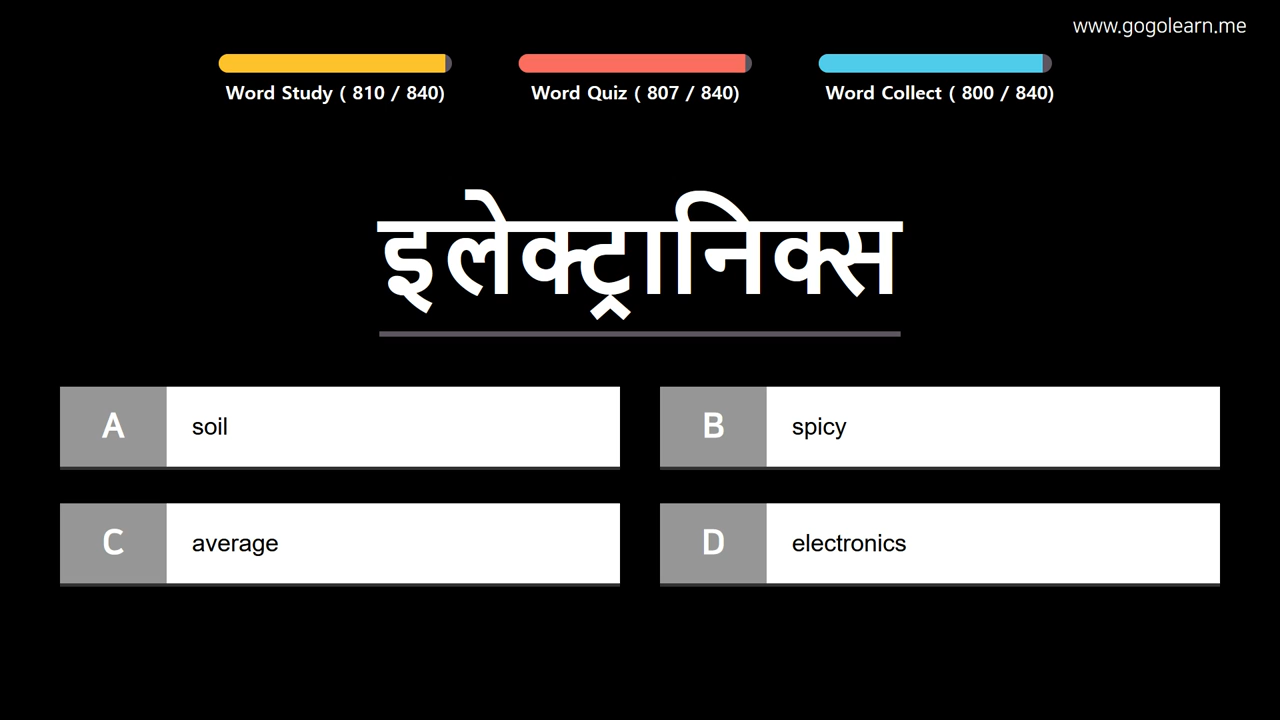 www.gogolearn.me
Word Study ( 810 / 840)
Word Quiz ( 807 / 840)
Word Collect ( 800 / 840)
इलेक्ट्रानिक्स
A soil
B spicy
C average
D electronics